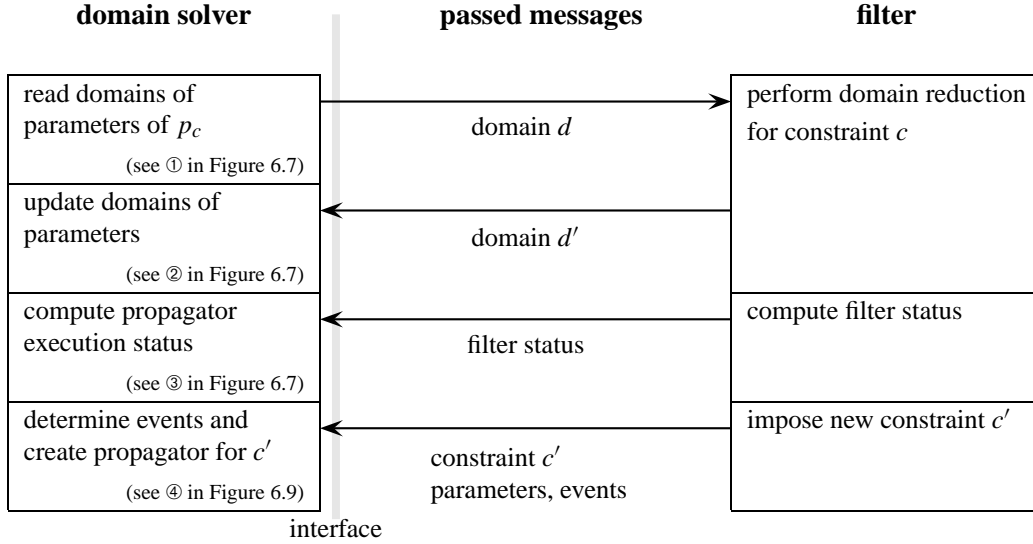 domain solver
passed messages
filter
read domains of
parameters of p_c
(see ① in Figure 6.7)
domain d
perform domain reduction
for constraint c
update domains of
parameters
(see ② in Figure 6.7)
domain d′
compute propagator
execution status
(see ③ in Figure 6.7)
filter status
compute filter status
determine events and
create propagator for c′
(see ④ in Figure 6.9)
constraint c′
parameters, events
impose new constraint c′
interface